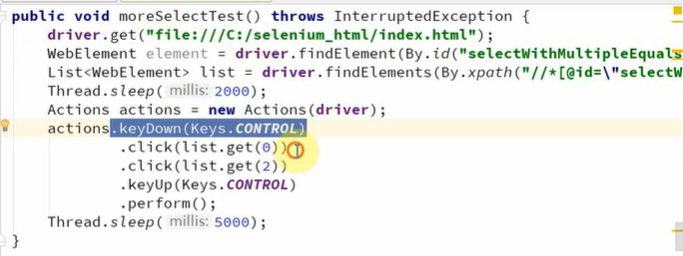 public void moreSelectTest() throws InterruptedException {
driver.get("file:///C:/selenium_html/index.html");
WebElement element = driver.findElement(By.id("selectWithMultipleEquals
List<WebElement> list = driver.findElements(By.xpath("//*[@id=\"selectW
Thread.sleep( millis: 2000);
Actions actions = new Actions(driver);
actions.keyDown(Keys.CONTROL)
.click(list.get(0))
.click(list.get(2))
.keyUp(Keys.CONTROL)
.perform();
Thread.sleep( millis: 5000);
}